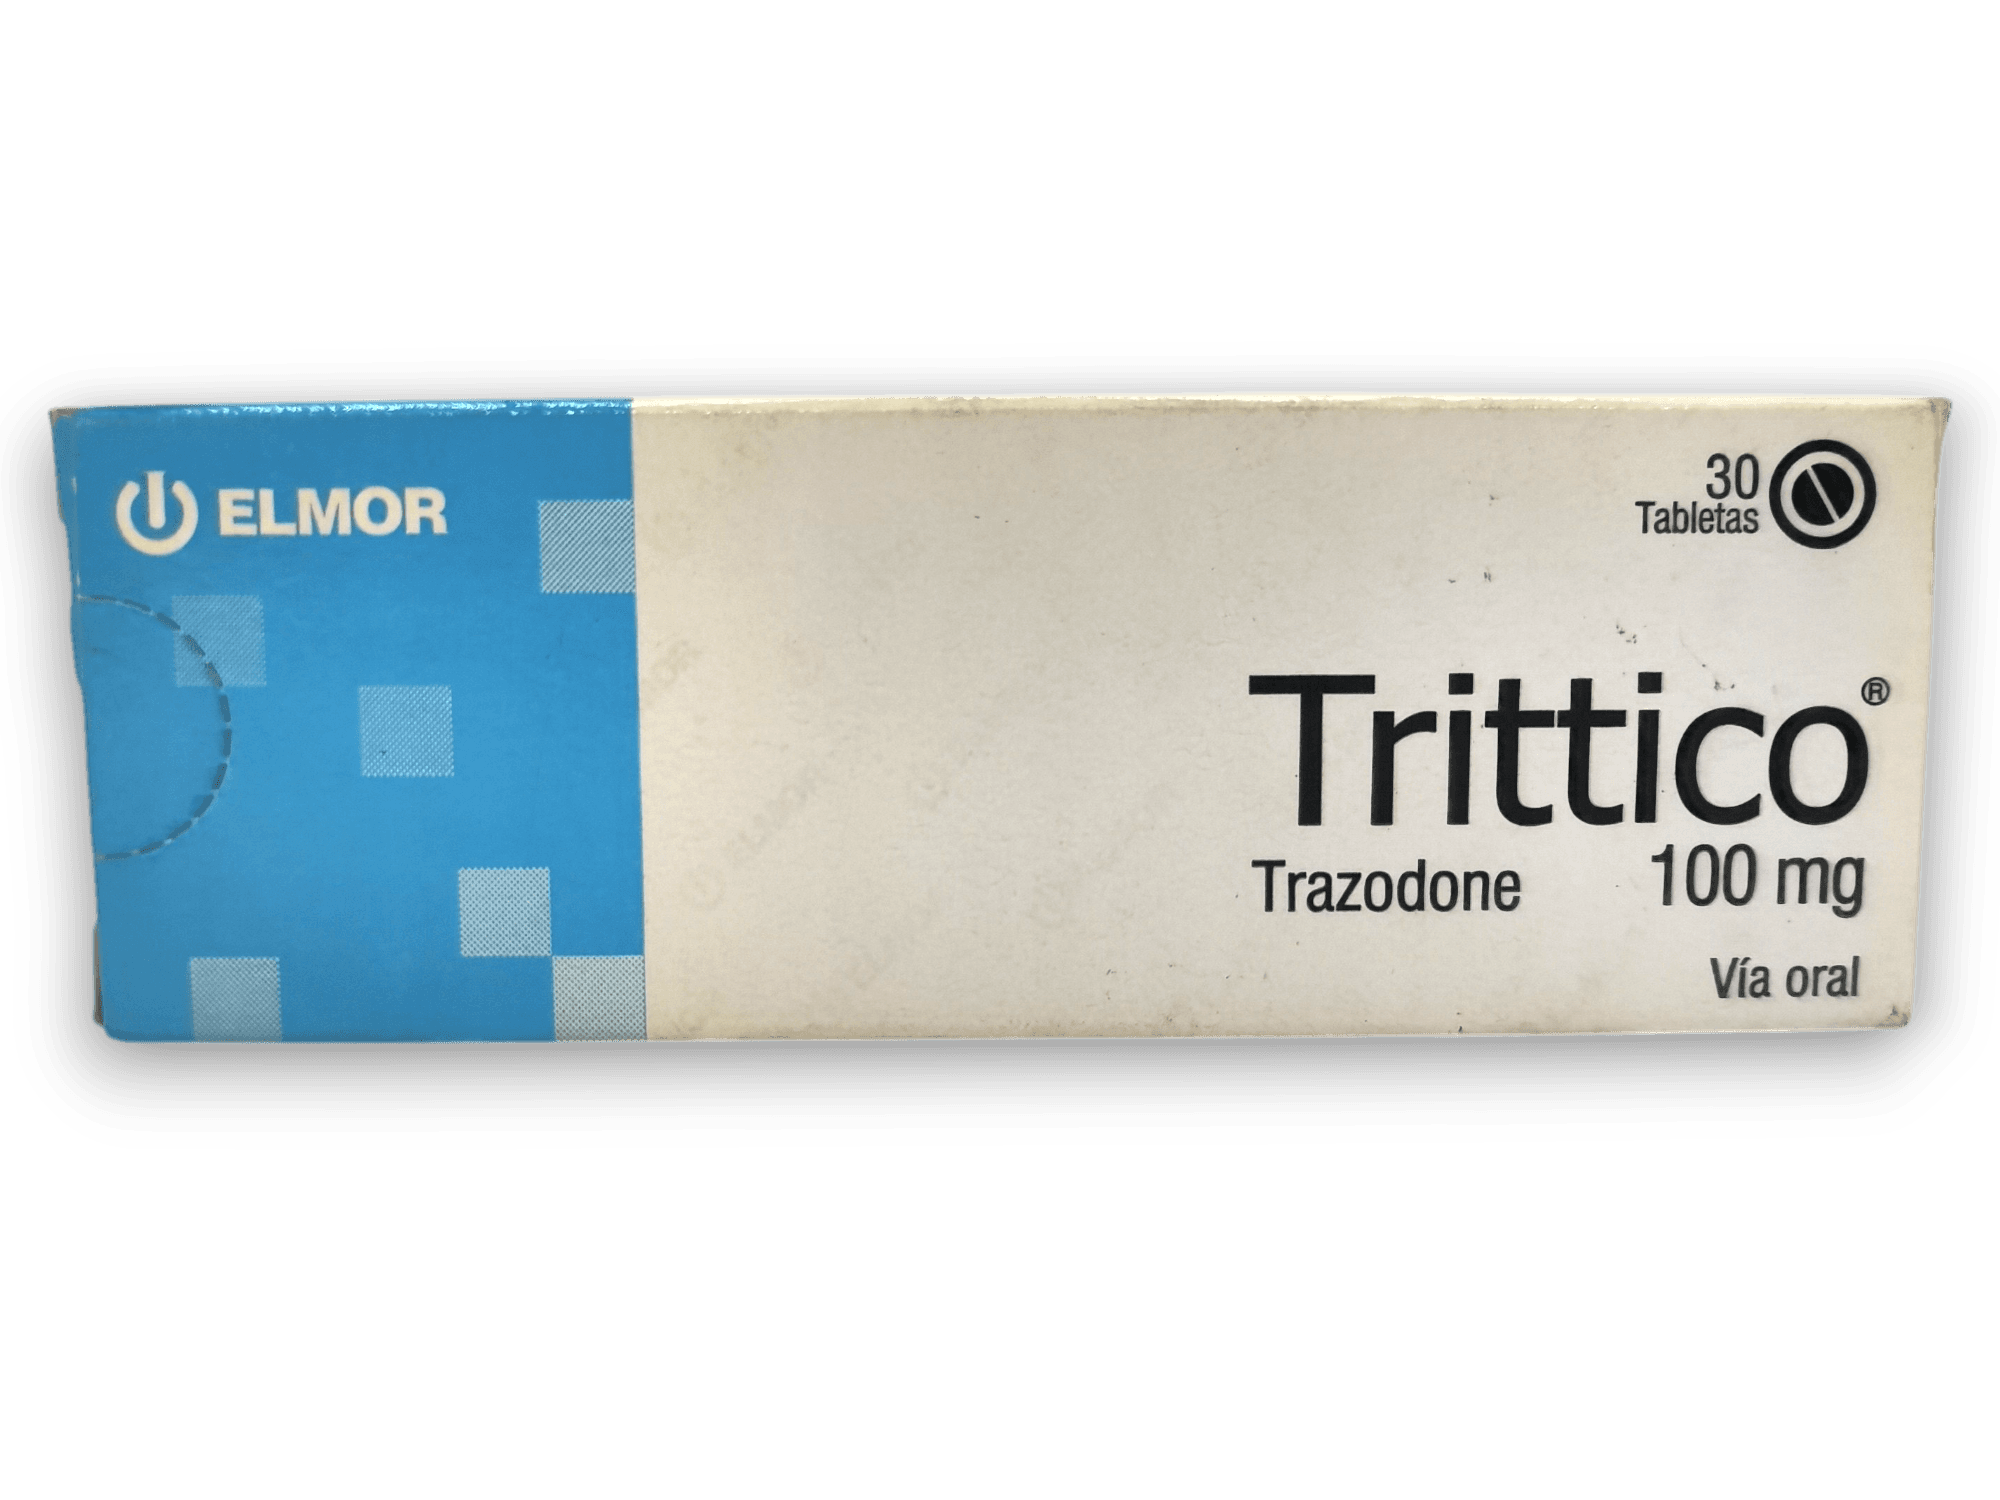 ELMOR
30
Tabletas
Trittico®
Trazodone 100 mg
Vía oral